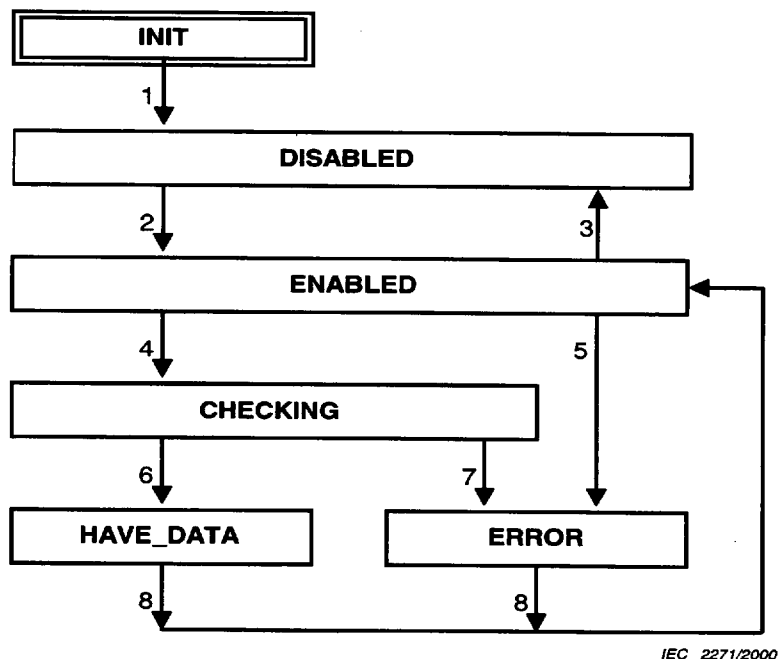 INIT
1
DISABLED
2
3
ENABLED
4
5
CHECKING
6
7
HAVE_DATA
ERROR
8
8
IEC 2271/2000